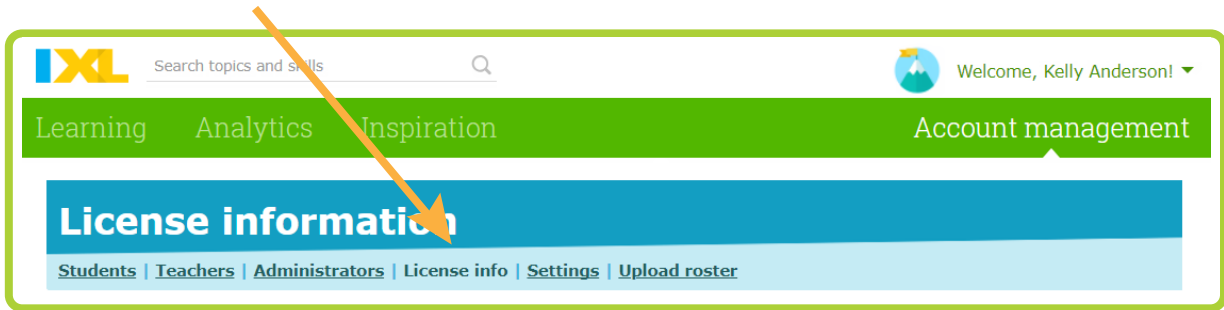 IXL
Search topics and skills
Welcome, Kelly Anderson!
Learning Analytics Inspiration Account management
License information
Students | Teachers | Administrators | License info | Settings | Upload roster